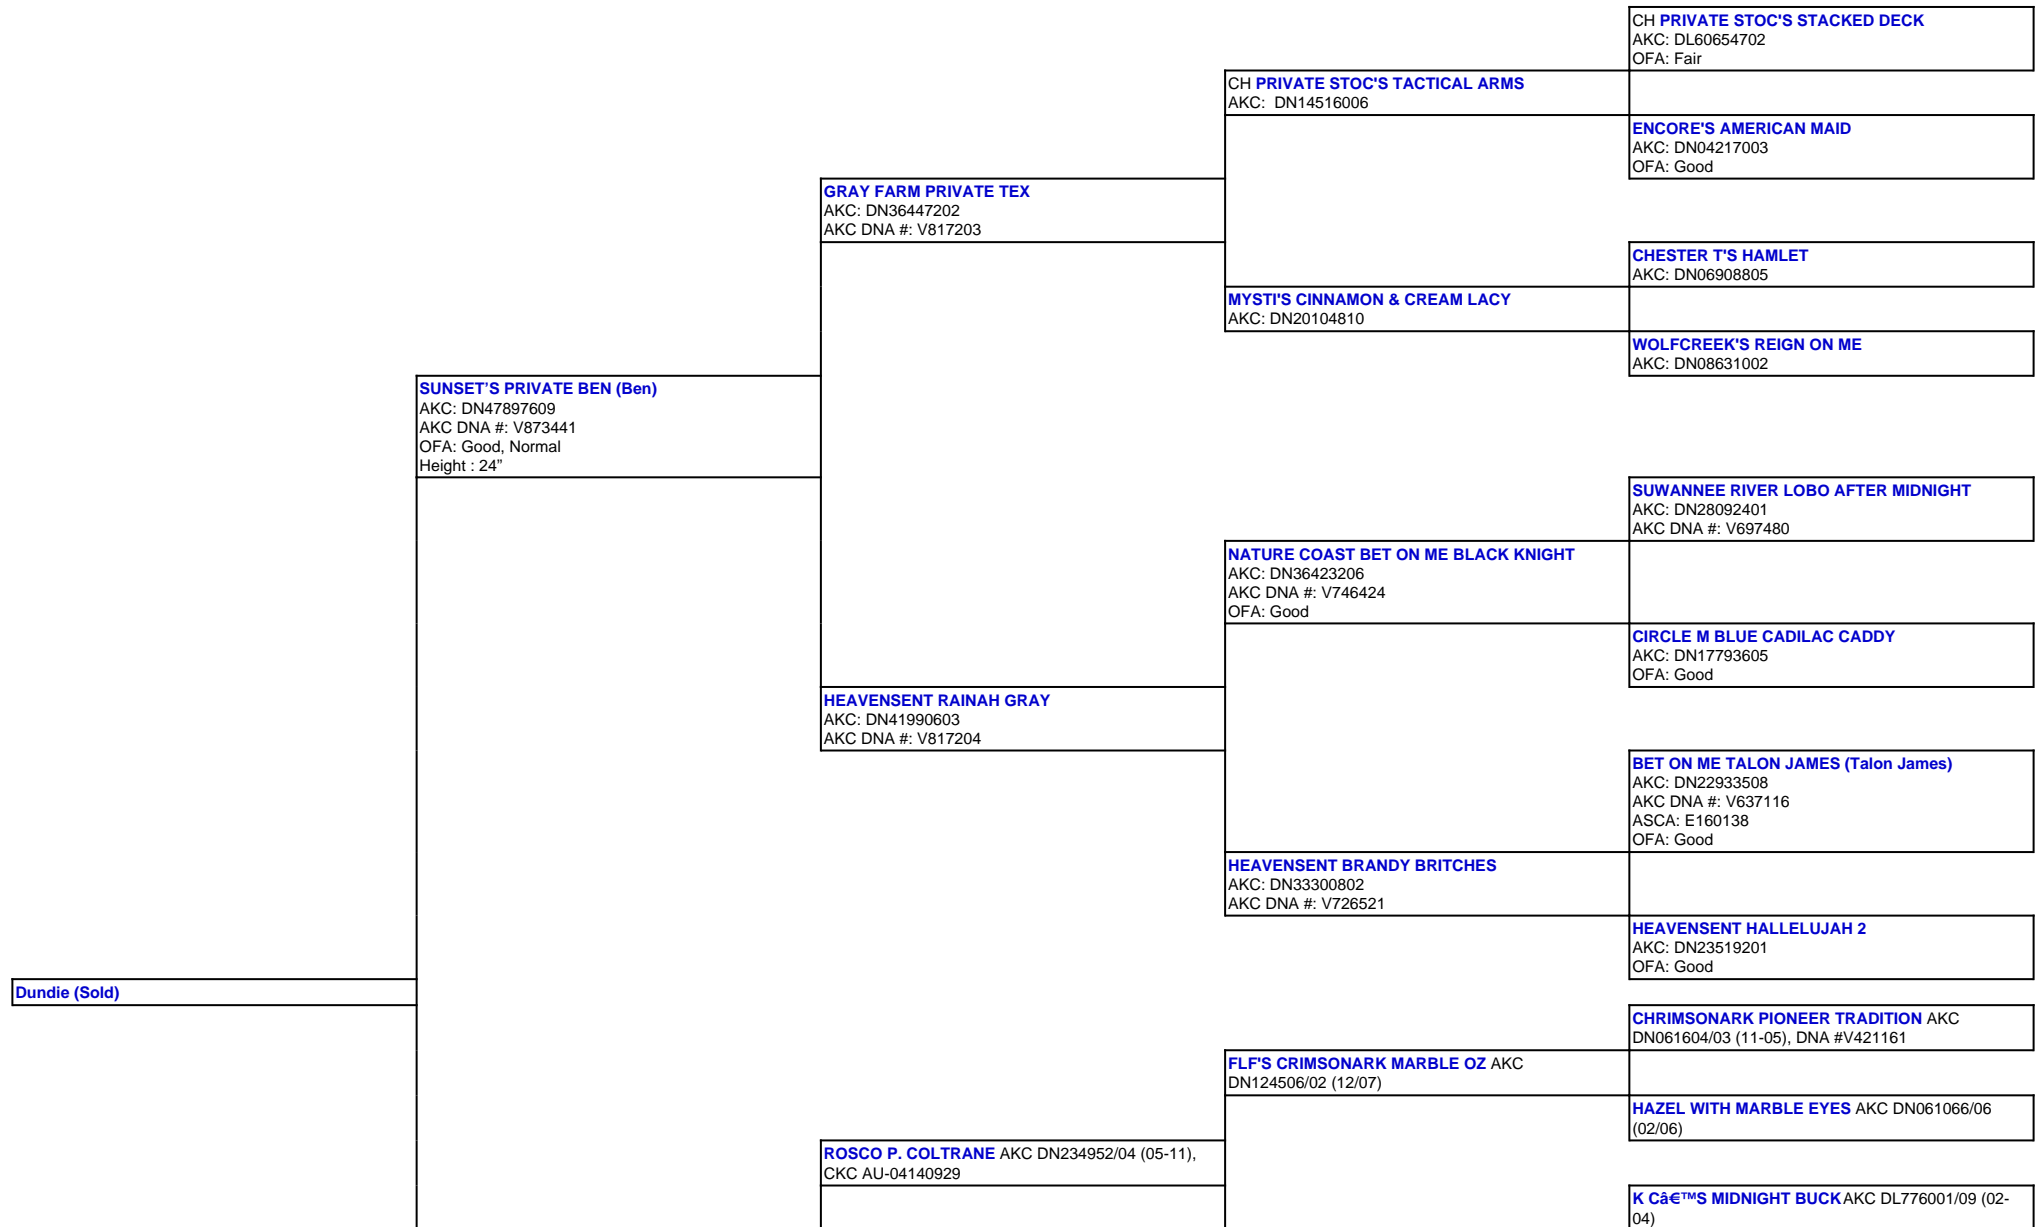 CH PRIVATE STOC'S STACKED DECK
AKC: DL60654702
OFA: Fair
CH PRIVATE STOC'S TACTICAL ARMS
AKC:  DN14516006
ENCORE'S AMERICAN MAID
AKC: DN04217003
OFA: Good
GRAY FARM PRIVATE TEX
AKC: DN36447202
AKC DNA #: V817203
CHESTER T'S HAMLET
AKC: DN06908805
MYSTI'S CINNAMON & CREAM LACY
AKC: DN20104810
WOLFCREEK'S REIGN ON ME
AKC: DN08631002
SUNSET’S PRIVATE BEN (Ben)
AKC: DN47897609
AKC DNA #: V873441
OFA: Good, Normal
Height : 24”
SUWANNEE RIVER LOBO AFTER MIDNIGHT
AKC: DN28092401
AKC DNA #: V697480
NATURE COAST BET ON ME BLACK KNIGHT
AKC: DN36423206
AKC DNA #: V746424
OFA: Good
CIRCLE M BLUE CADILAC CADDY
AKC: DN17793605
OFA: Good
HEAVENSENT RAINAH GRAY
AKC: DN41990603
AKC DNA #: V817204
BET ON ME TALON JAMES (Talon James)
AKC: DN22933508
AKC DNA #: V637116
ASCA: E160138
OFA: Good
HEAVENSENT BRANDY BRITCHES
AKC: DN33300802
AKC DNA #: V726521
HEAVENSENT HALLELUJAH 2
AKC: DN23519201
OFA: Good
Dundie (Sold)
CHRIMSONARK PIONEER TRADITION AKC
DN061604/03 (11-05), DNA #V421161
FLF'S CRIMSONARK MARBLE OZ AKC
DN124506/02 (12/07)
HAZEL WITH MARBLE EYES AKC DN061066/06
(02/06)
ROSCO P. COLTRANE AKC DN234952/04 (05-11),
CKC AU-04140929
K Câ€™S MIDNIGHT BUCKAKC DL776001/09 (02-
04)